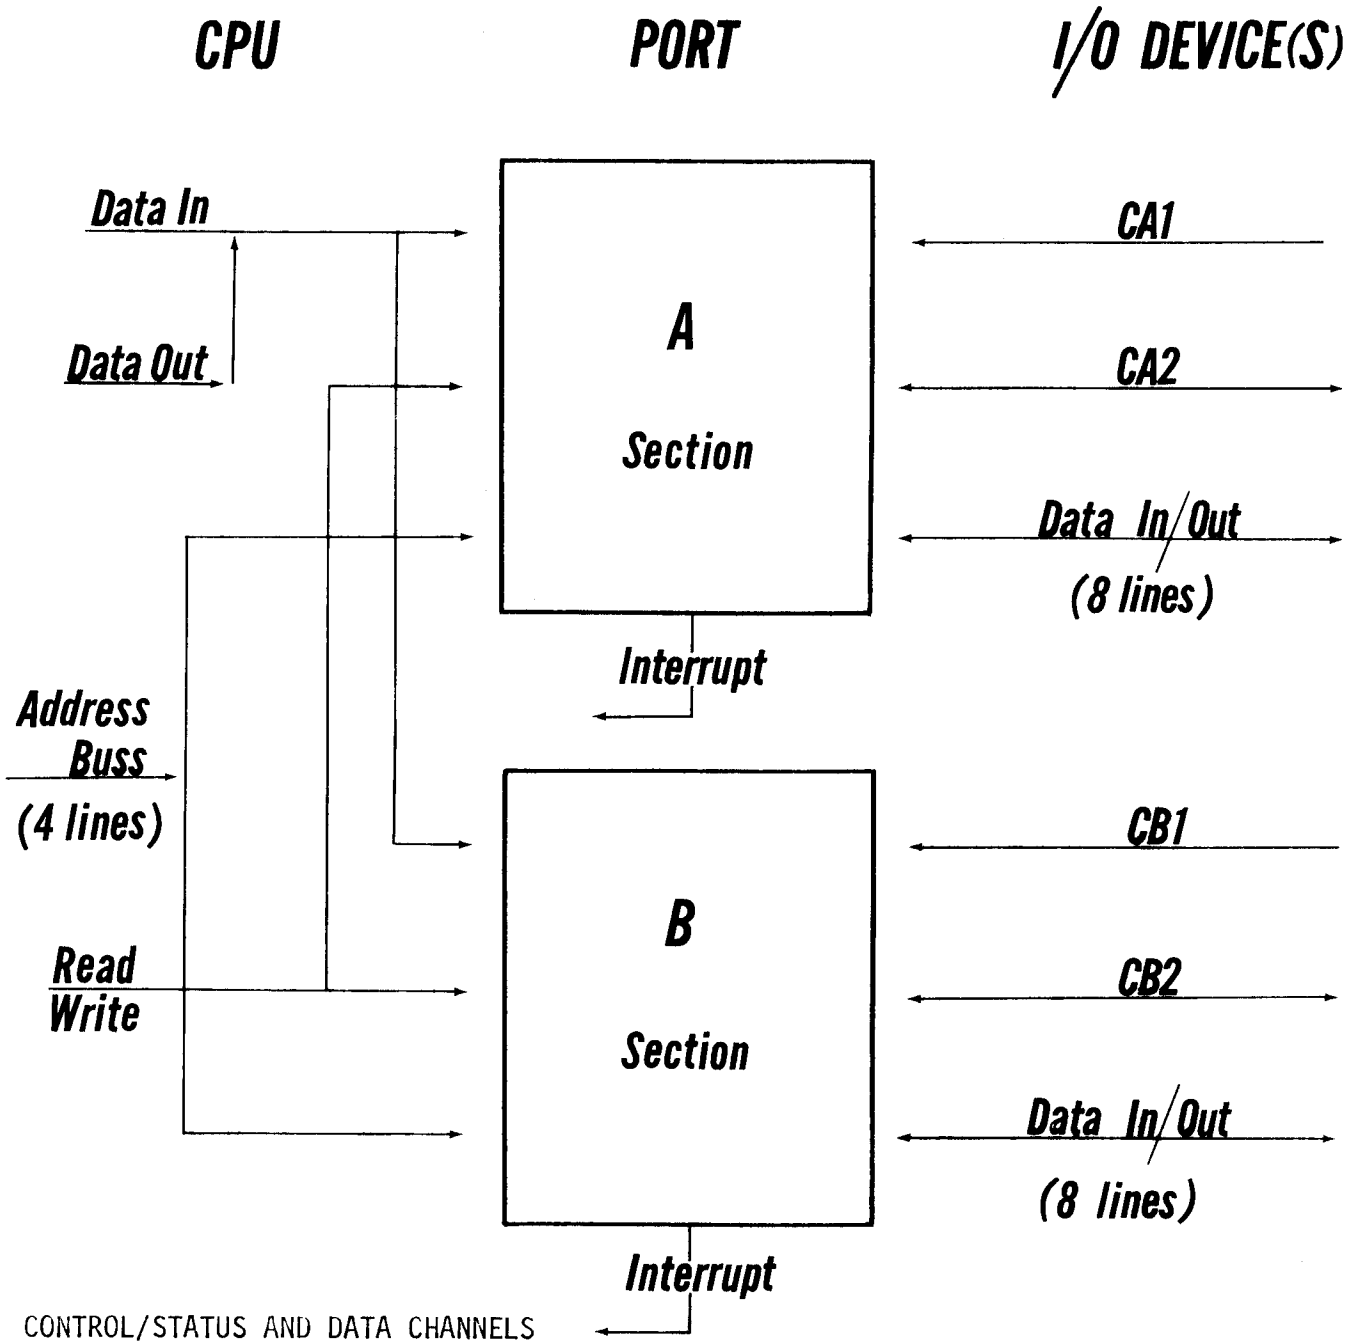 CPU PORT I/O DEVICE(S)
Data In
CA1
A
Data Out
CA2
Section
Data In/Out
(8 lines)
Interrupt
Address
Buss
(4 lines)
CB1
B
Read
Write
CB2
Section
Data In/Out
(8 lines)
Interrupt
CONTROL/STATUS AND DATA CHANNELS